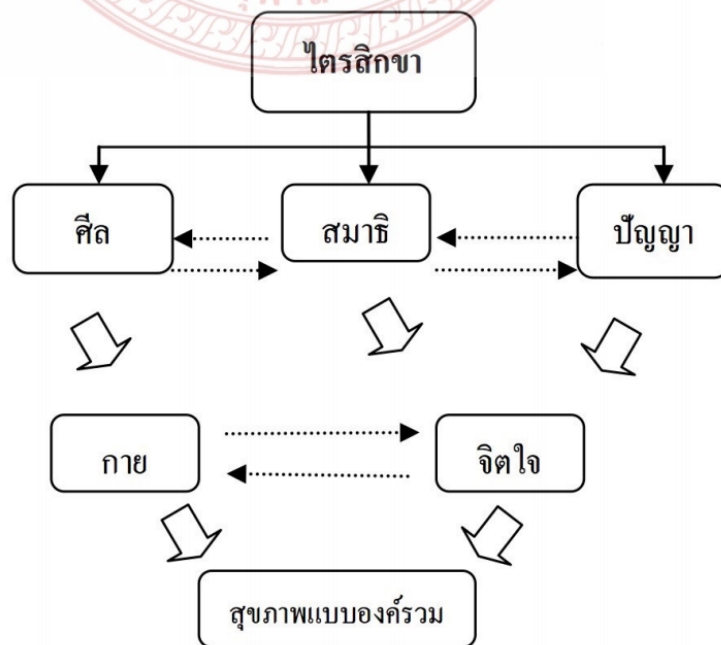 ไตรสิกขา
ศีล
สมาธิ
ปัญญา
กาย
จิตใจ
สุขภาพแบบองค์รวม